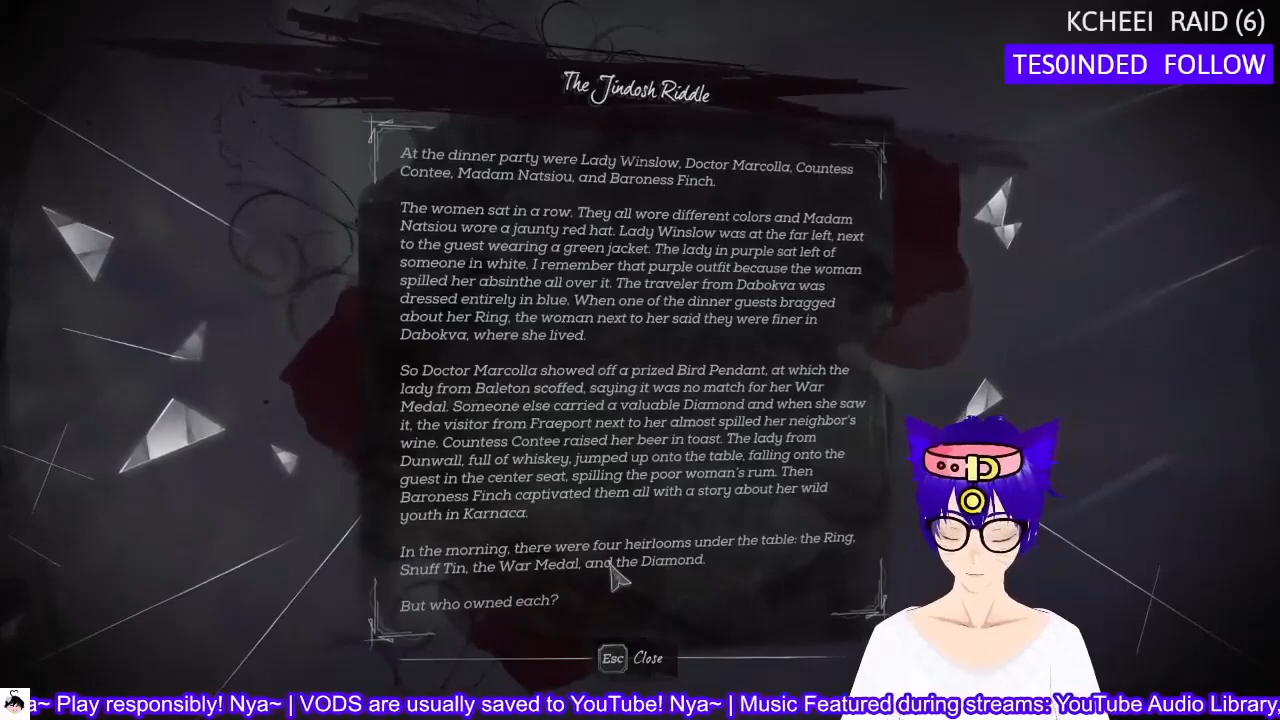 KCHEEI RAID (6)
TES0INDED FOLLOW
The Jindosh Riddle
At the dinner party were Lady Winslow, Doctor Marcolla, Countess
Contee, Madam Natsiou, and Baroness Finch.
The women sat in a row. They all wore different colors and Madam
Natsiou wore a jaunty red hat. Lady Winslow was at the far left, next
to the guest wearing a green jacket. The lady in purple sat left of
someone in white. I remember that purple outfit because the woman
spilled her absinthe all over it. The traveler from Dabokva was
dressed entirely in blue. When one of the dinner guests bragged
about her Ring, the woman next to her said they were finer in
Dabokva, where she lived.
So Doctor Marcolla showed off a prized Bird Pendant, at which the
lady from Baleton scoffed, saying it was no match for her War
Medal. Someone else carried a valuable Diamond and when she saw
it, the visitor from Fraeport next to her almost spilled her neighbor's
wine. Countess Contee raised her beer in toast. The lady from
Dunwall, full of whiskey, jumped up onto the table, falling onto the
guest in the center seat, spilling the poor woman's rum. Then
Baroness Finch captivated them all with a story about her wild
youth in Karnaca.
In the morning, there were four heirlooms under the table: the Ring,
Snuff Tin, the War Medal, and the Diamond.
But who owned each?
Esc Close
a~ Play responsibly! Nya~ | VODS are usually saved to YouTube! Nya~ | Music Featured during streams: YouTube Audio Library